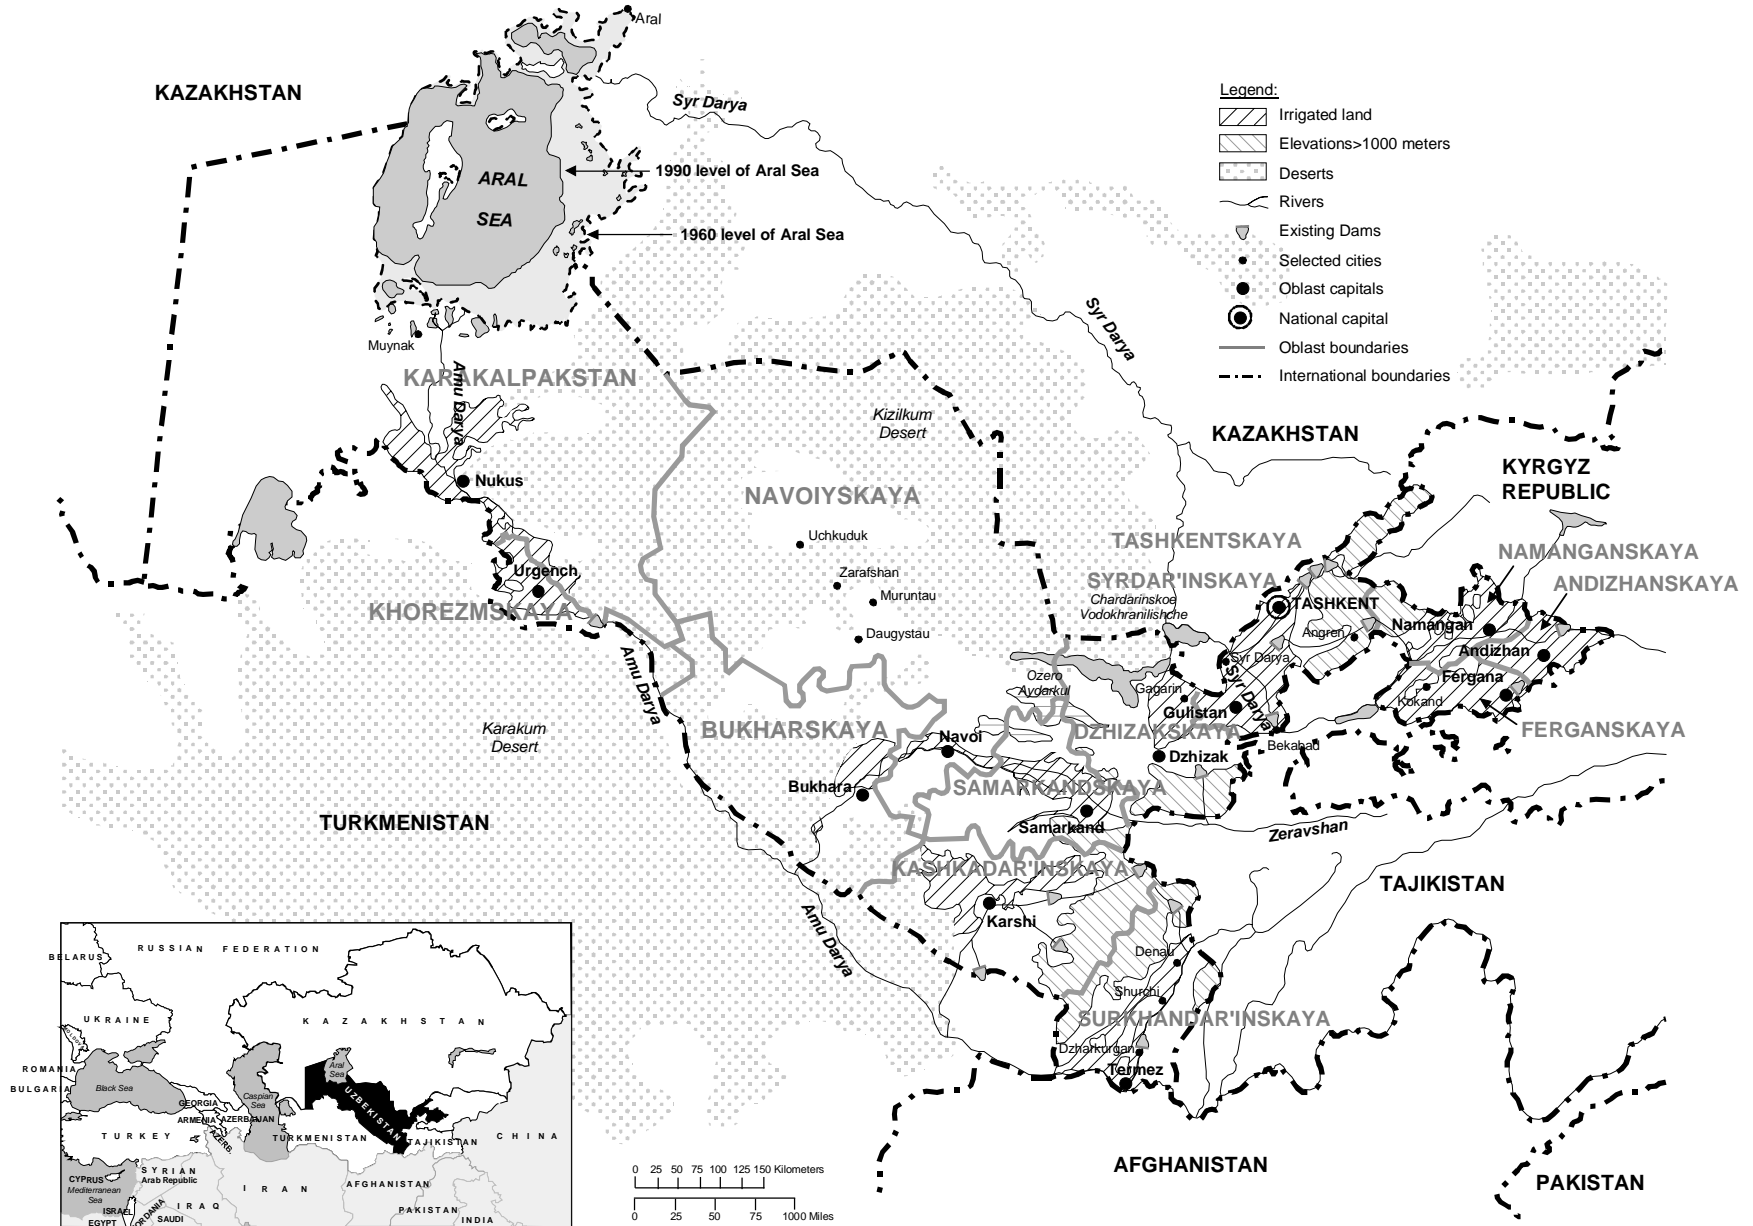 Aral
KAZAKHSTAN
Syr Darya
ARAL
SEA
1990 level of Aral Sea
1960 level of Aral Sea
Legend:
Irrigated land
Elevations>1000 meters
Deserts
Rivers
Existing Dams
Selected cities
Oblast capitals
National capital
Oblast boundaries
International boundaries
Syr Darya
Muynak
KARAKALPAKSTAN
Amu Darya
Kizilkum
Desert
KAZAKHSTAN
KYRGYZ
REPUBLIC
Nukus
NAVOIYSKAYA
Uchkuduk
Zarafshan
Muruntau
Daugystau
TASHKENTSKAYA
NAMANGANSKAYA
SYRDAR'INSKAYA
ANDIZHANSKAYA
Chardarinskoe
Vodokhranilishche
TASHKENT
Urgench
KHOREZMSKAYA
Angren
Namangan
Andizhan
Syr Darya
Amu Darya
Ozero
Aydarkul
Gagarin
Syr Darya
Fergana
Kokand
Gulistan
FERGANSKAYA
Karakum
Desert
BUKHARSKAYA
Navoi
DZHIZAKSKAYA
Bekabad
Dzhizak
Bukhara
SAMARKANDSKAYA
Samarkand
Zeravshan
TURKMENISTAN
KASHKADAR'INSKAYA
TAJIKISTAN
Karshi
Amu Darya
Denau
Shurchi
SURKHANDAR'INSKAYA
Dzharkurgan
Termez
AFGHANISTAN
PAKISTAN
RUSSIAN FEDERATION
BELARUS
UKRAINE
KAZAKHSTAN
ROMANIA
BULGARIA
Black Sea
Aral
Sea
Caspian
Sea
UZBEKISTAN
GEORGIA
ARMENIA
AZERBAIJAN
AZERB.
TURKEY
TURKMENISTAN
TAJIKISTAN
CHINA
CYPRUS
Mediterranean
Sea
SYRIAN
Arab Republic
IRAN
AFGHANISTAN
ISRAEL
IRAQ
PAKISTAN
EGYPT
SAUDI
INDIA
0 25 50 75 100 125 150 Kilometers
0 25 50 75 1000 Miles